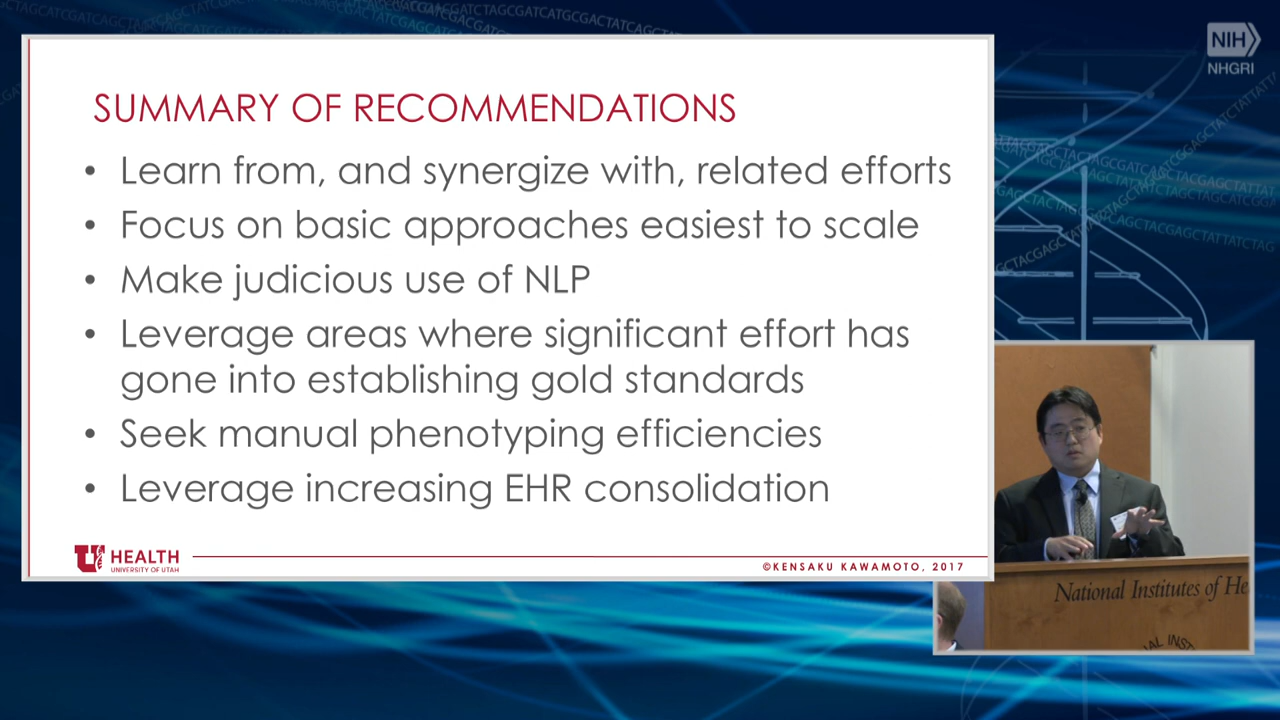 NIH
NHGRI
SUMMARY OF RECOMMENDATIONS
• Learn from, and synergize with, related efforts
• Focus on basic approaches easiest to scale
• Make judicious use of NLP
• Leverage areas where significant effort has
gone into establishing gold standards
• Seek manual phenotyping efficiencies
• Leverage increasing EHR consolidation
U HEALTH
UNIVERSITY OF UTAH
©KENSAKU KAWAMOTO, 2017
National Institutes of He